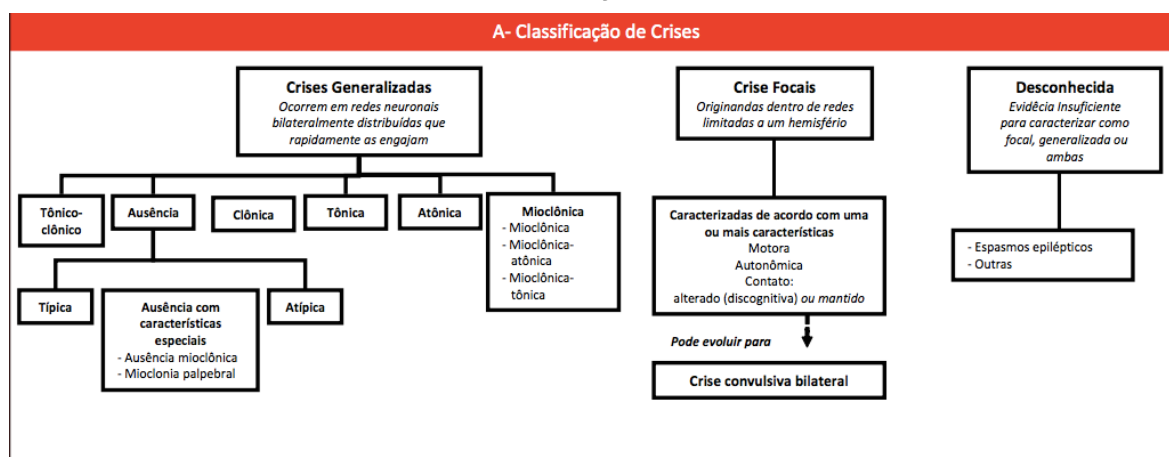 A- Classificação de Crises
Crises Generalizadas
Ocorrem em redes neuronais
bilateralmente distribuídas que
rapidamente as engajam
Tônico-
clônico
Ausência
Clônica
Tônica
Atônica
Mioclônica
- Mioclônica
- Mioclônica-
atônica
- Mioclônica-
tônica
Típica
Ausência com
características
especiais
- Ausência mioclônica
- Mioclonia palpebral
Atípica
Crise Focais
Originandas dentro de redes
limitadas a um hemisfério
Caracterizadas de acordo com uma
ou mais características
Motora
Autonômica
Contato:
alterado (discognitiva) ou mantido
Pode evoluir para
Crise convulsiva bilateral
Desconhecida
Evidêcia Insuficiente
para caracterizar como
focal, generalizada ou
ambas
- Espasmos epilépticos
- Outras